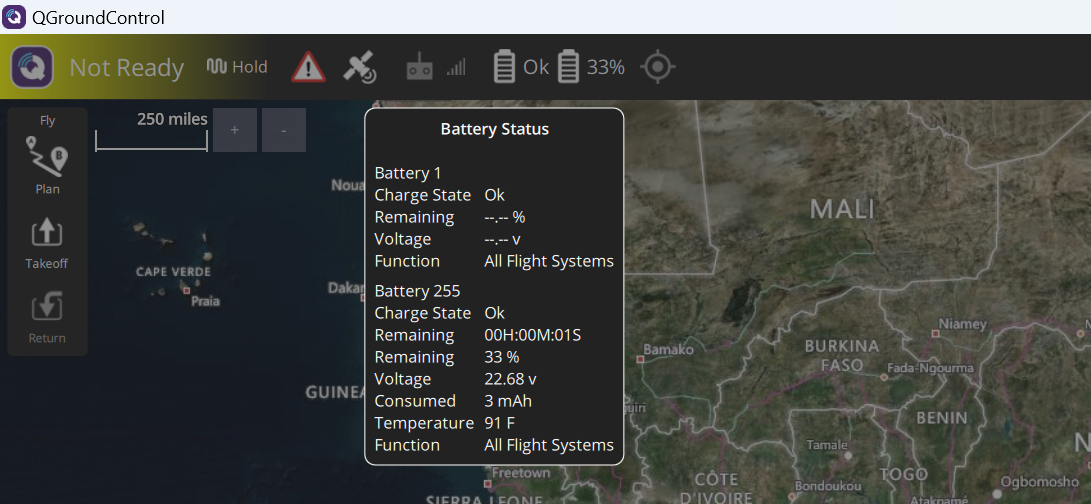 QGroundControl
Not Ready
Hold
Ok
33%
Fly
Plan
Takeoff
Return
250 miles
+
-
Battery Status
Battery 1
Charge State Ok
Remaining --.-- %
Voltage --.-- v
Function All Flight Systems
Battery 255
Charge State Ok
Remaining 00H:00M:01S
Remaining 33 %
Voltage 22.68 v
Consumed 3 mAh
Temperature 91 F
Function All Flight Systems
MALI
CAPE VERDE
Praia
Bamako
Niamey
BURKINA
FASO
Fada-Ngourma
BENIN
Tamale
TOGO
Ogbomosho
Bondoukou
CÔTE
D'IVOIRE
Freetown
SIERRA LEONE